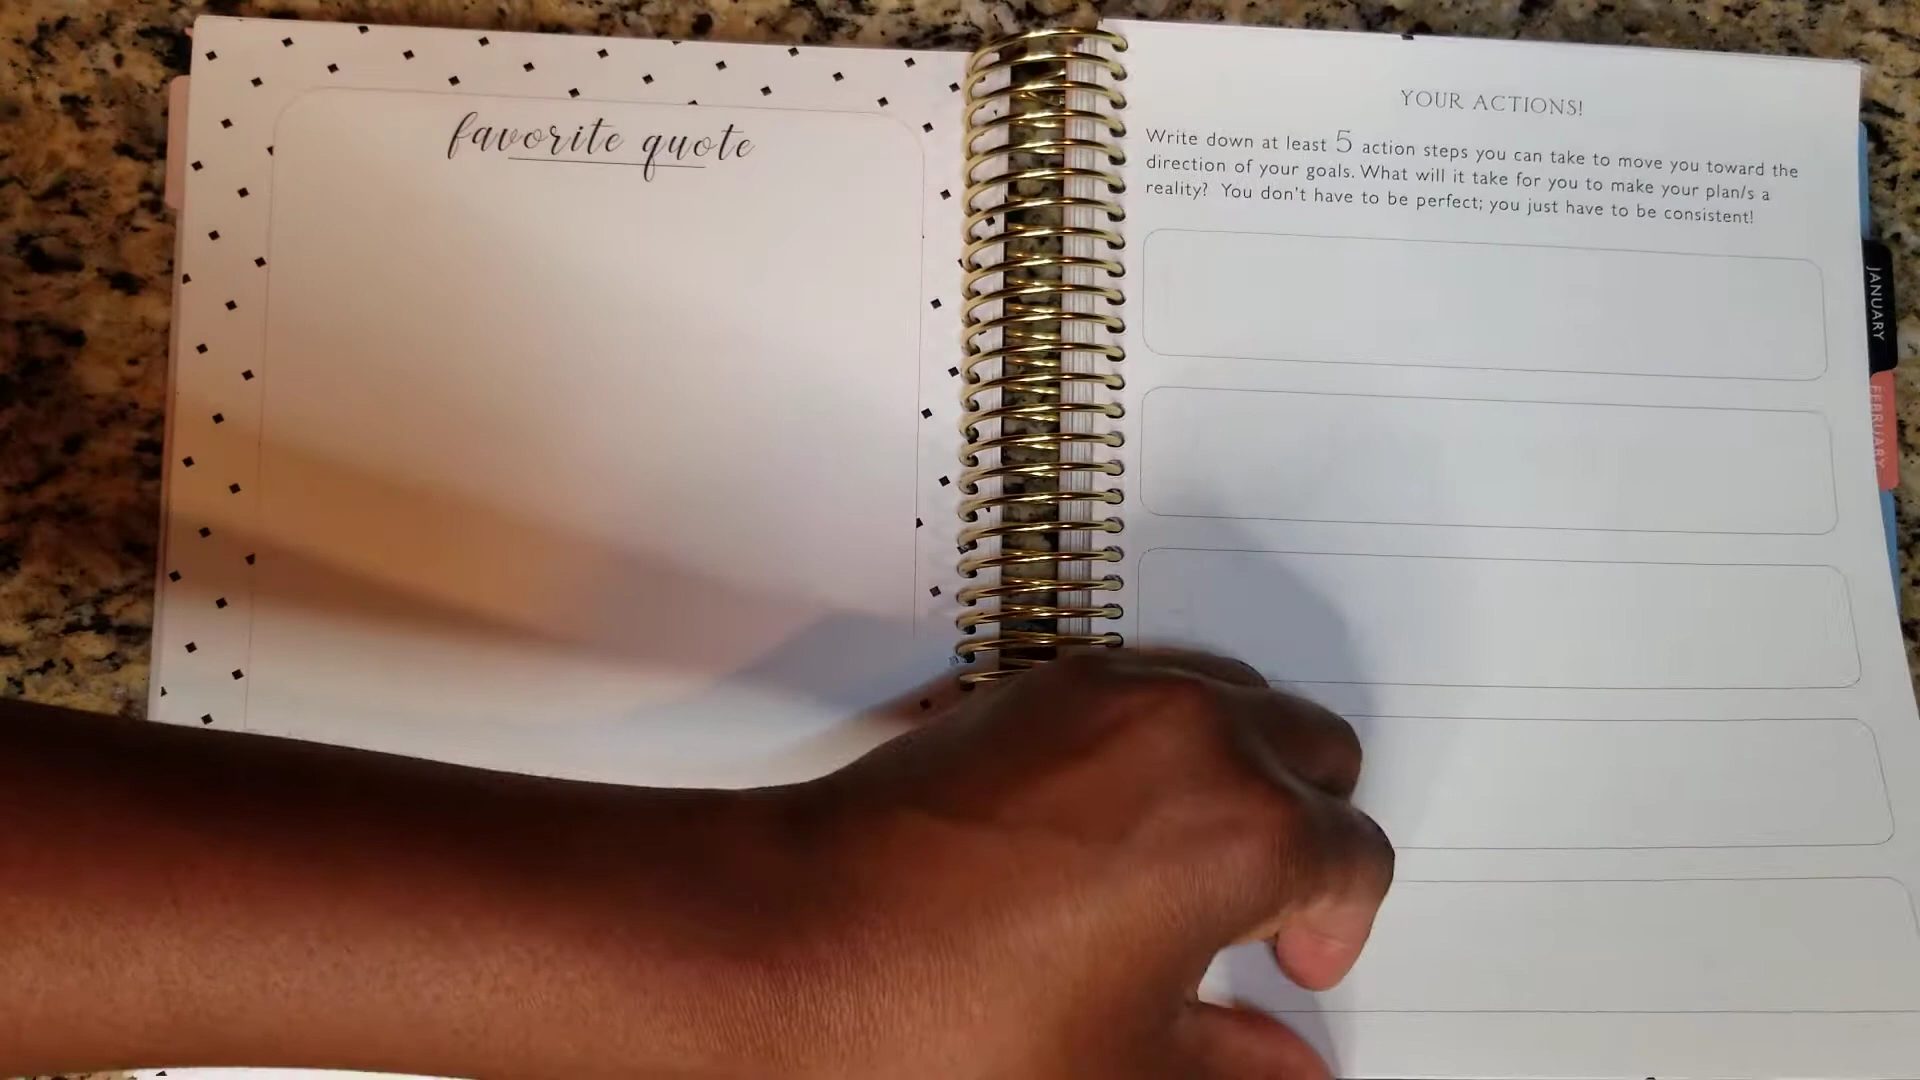 favorite quote
YOUR ACTIONS!
Write down at least 5 action steps you can take to move you toward the
direction of your goals. What will it take for you to make your plan/s a
reality? You don't have to be perfect; you just have to be consistent!
JANUARY
FEBRUARY